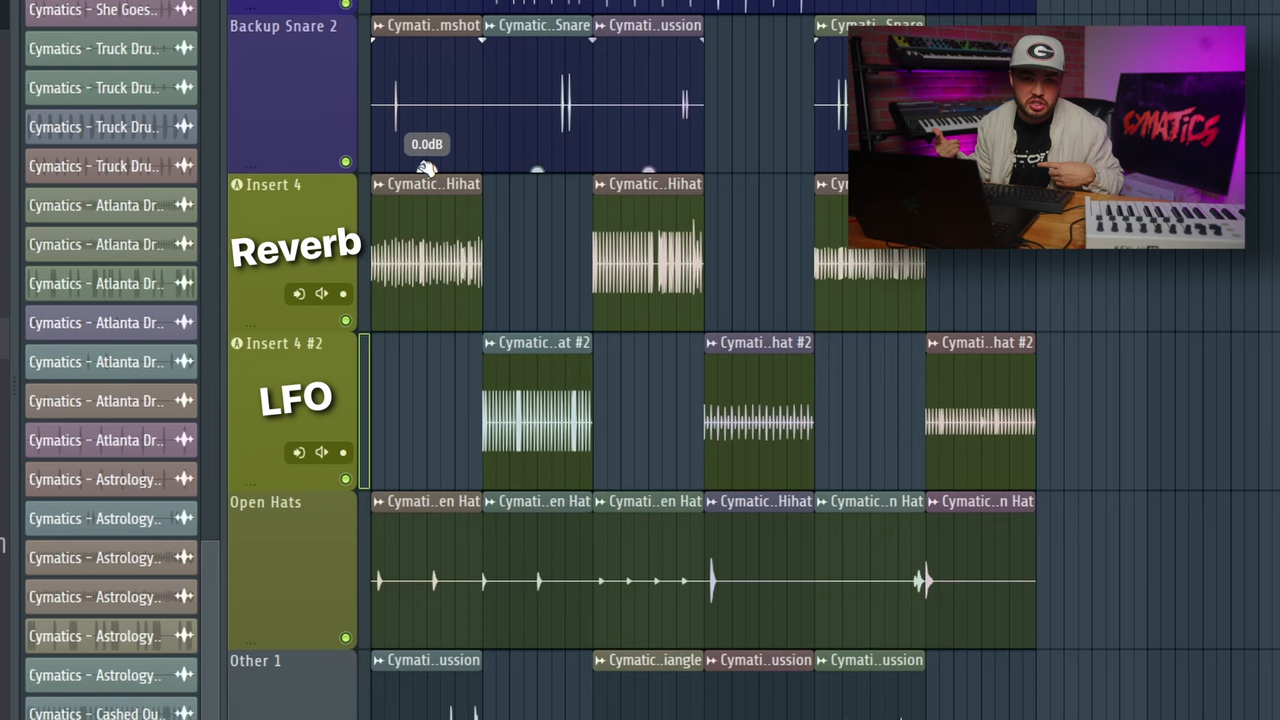 Cymatics - She Goes..
Cymatics - Truck Dru..
Cymatics - Truck Dru..
Cymatics - Truck Dru..
Cymatics - Truck Dru..
Cymatics - Atlanta Dr..
Cymatics - Atlanta Dr..
Cymatics - Atlanta Dr..
Cymatics - Atlanta Dr..
Cymatics - Atlanta Dr..
Cymatics - Atlanta Dr..
Cymatics - Atlanta Dr..
Cymatics - Astrology..
Cymatics - Astrology..
Cymatics - Astrology..
Cymatics - Astrology..
Cymatics - Astrology..
Cymatics - Astrology..
Cymatics - Cashed Ou..
Backup Snare 2
Cymati..mshot
Cymatic..Snare
Cymati..ussion
Cymati..Snare
0.0dB
CYMATICS
Insert 4
Cymatic..Hihat
Cymatic..Hihat
Reverb
Insert 4 #2
Cymatic..at #2
Cymati..hat #2
Cymati..hat #2
LFO
Open Hats
Cymati..en Hat
Cymati..en Hat
Cymati..en Hat
Cymatic..Hihat
Cymatic..n Hat
Cymatic..n Hat
Other 1
Cymati..ussion
Cymatic..iangle
Cymati..ussion
Cymati..ussion